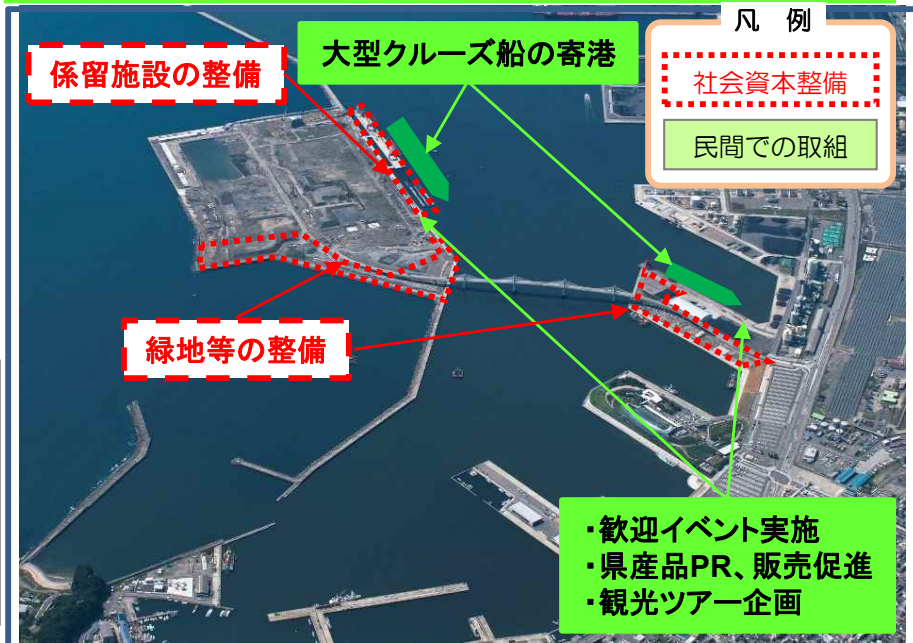 凡 例
社会資本整備
民間での取組
大型クルーズ船の寄港
係留施設の整備
緑地等の整備
・歓迎イベント実施
・県産品PR、販売促進
・観光ツアー企画